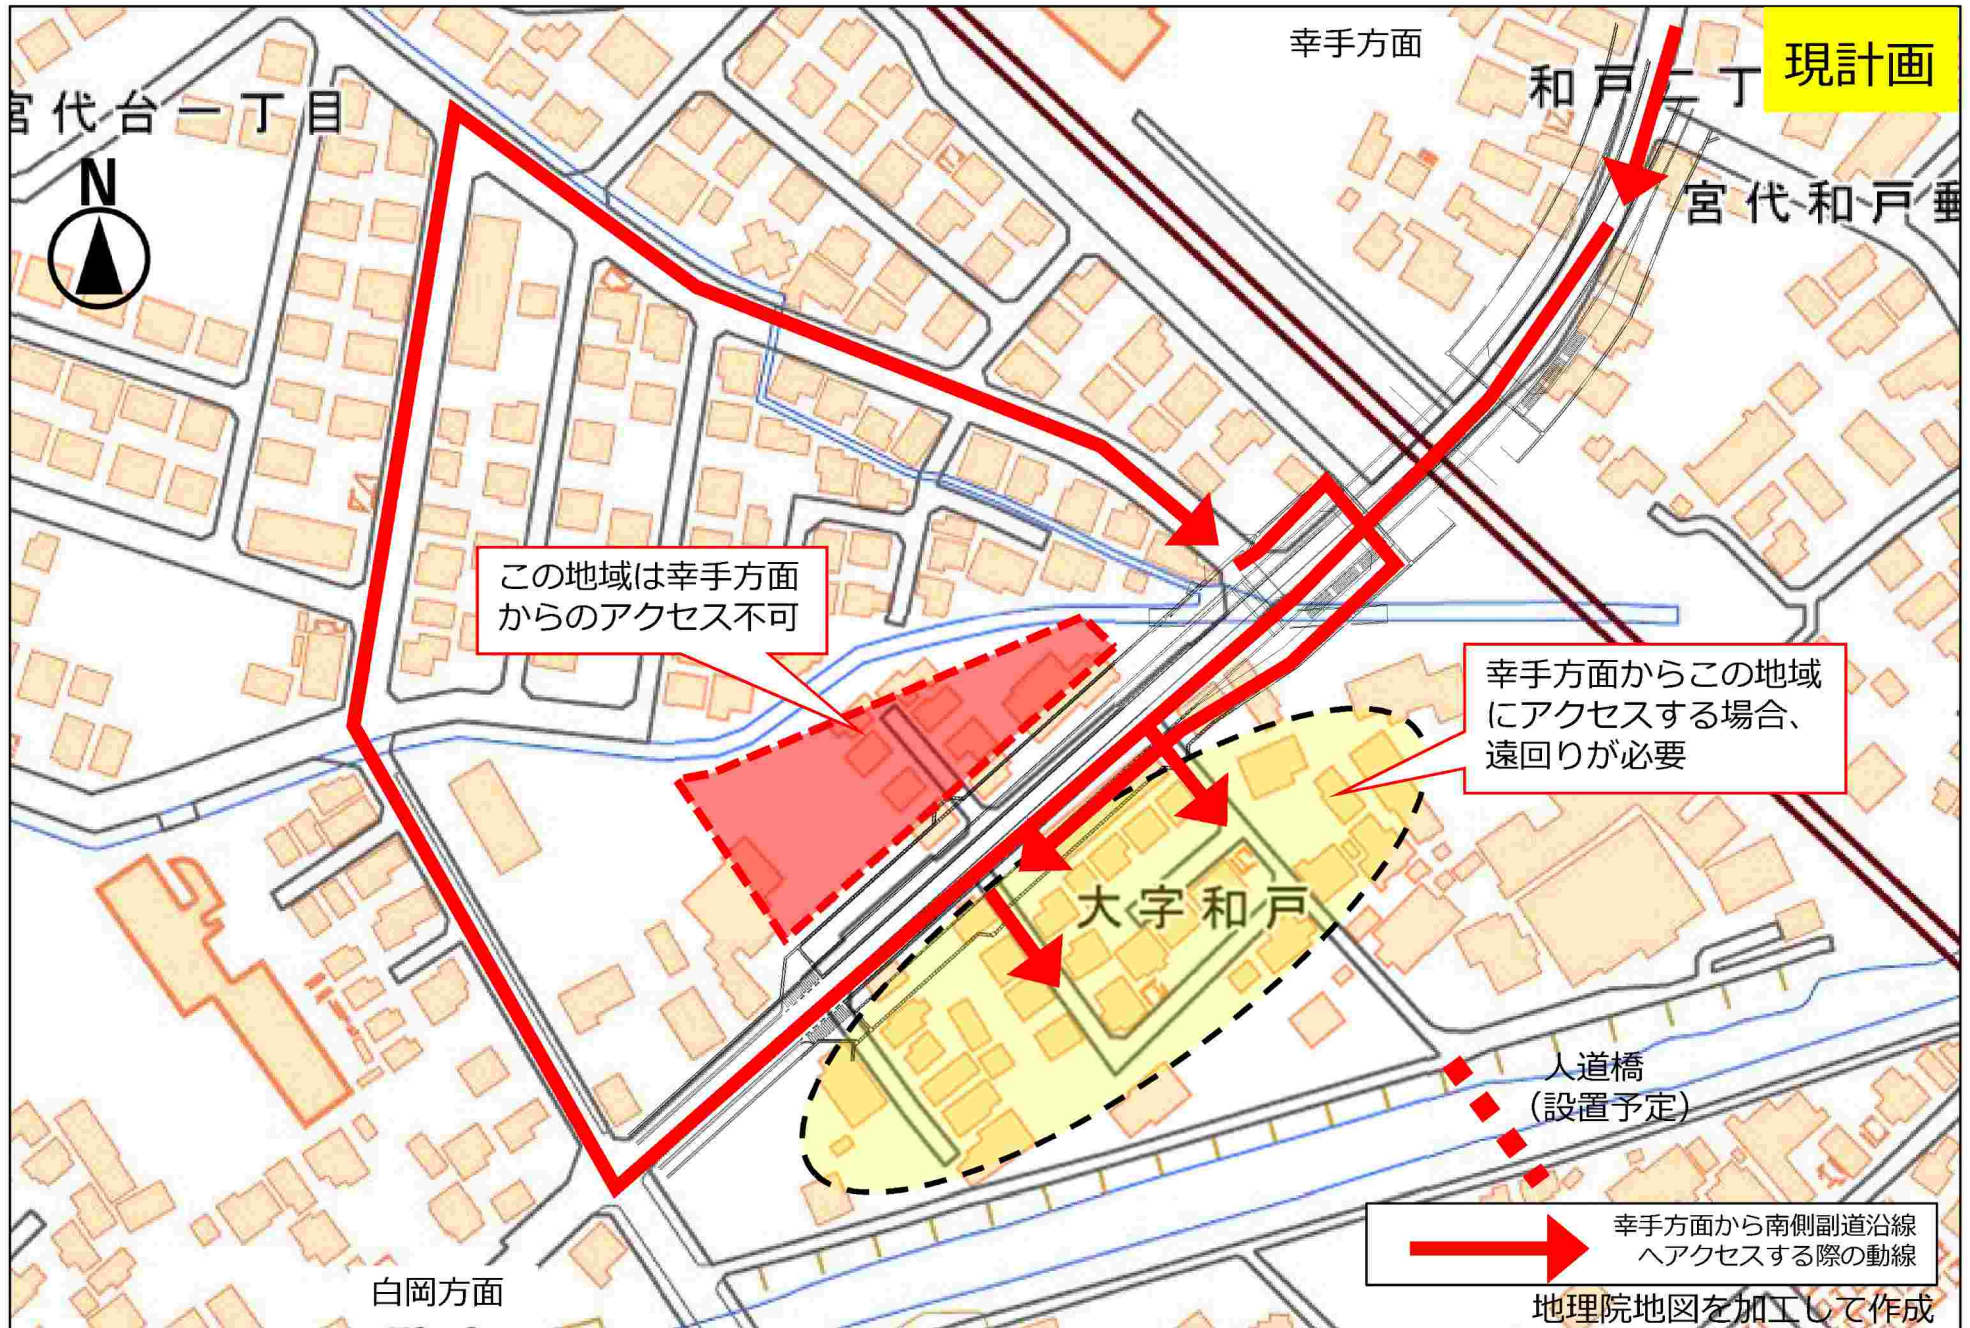 幸手方面
現計画
和戸二丁
宮代台一丁目
N
宮代和戸郵
この地域は幸手方面
からのアクセス不可
幸手方面からこの地域
にアクセスする場合、
遠回りが必要
大字和戸
人道橋
（設置予定）
幸手方面から南側副道沿線
へアクセスする際の動線
白岡方面
地理院地図を加工して作成